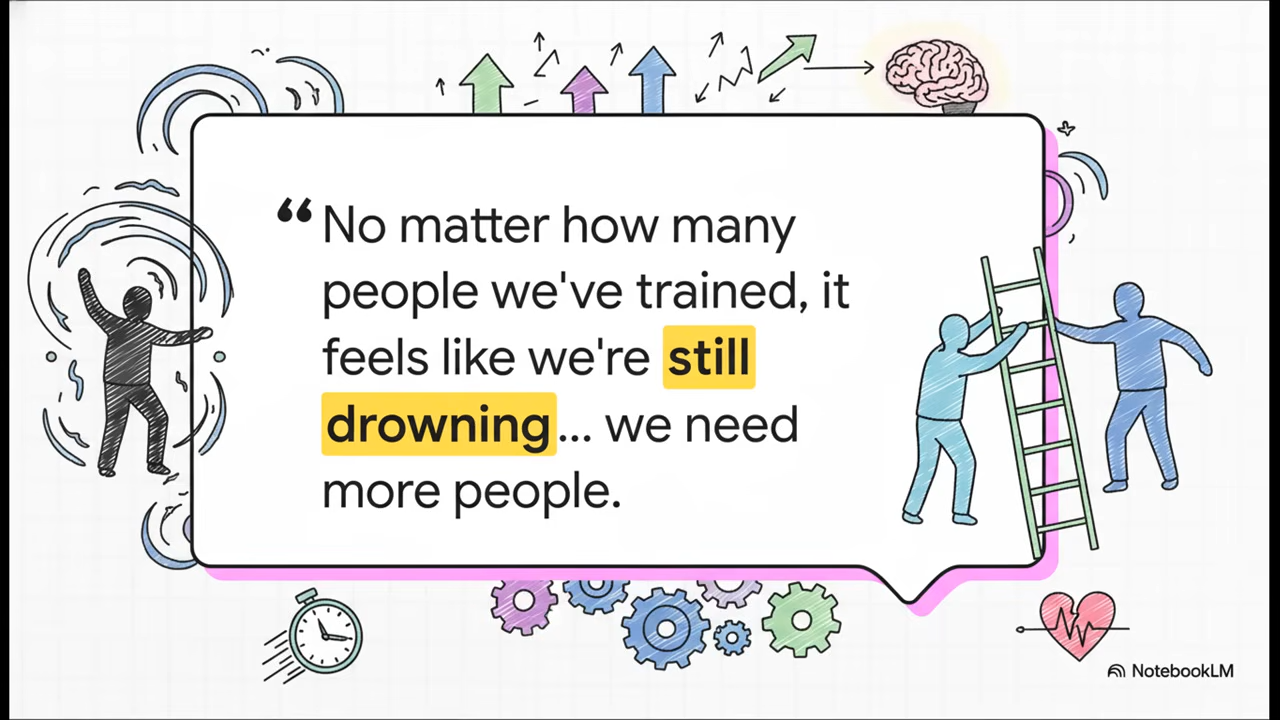 “No matter how many
people we've trained, it
feels like we're still
drowning... we need
more people.
NotebookLM